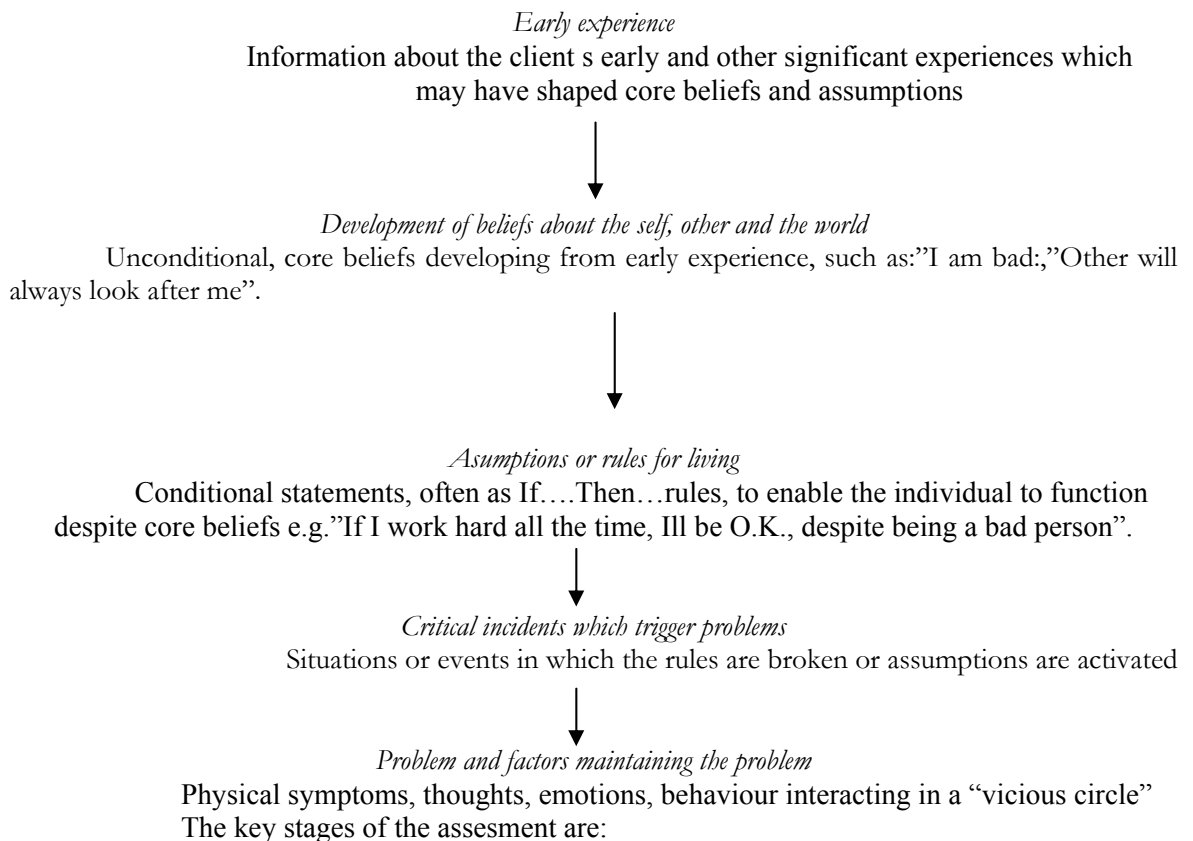 Early experience
Information about the client s early and other significant experiences which
may have shaped core beliefs and assumptions
Development of beliefs about the self, other and the world
Unconditional, core beliefs developing from early experience, such as:”I am bad:,”Other will
always look after me”.
Asumptions or rules for living
Conditional statements, often as If….Then…rules, to enable the individual to function
despite core beliefs e.g.”If I work hard all the time, Ill be O.K., despite being a bad person”.
Critical incidents which trigger problems
Situations or events in which the rules are broken or assumptions are activated
Problem and factors maintaining the problem
Physical symptoms, thoughts, emotions, behaviour interacting in a “vicious circle”
The key stages of the assesment are: